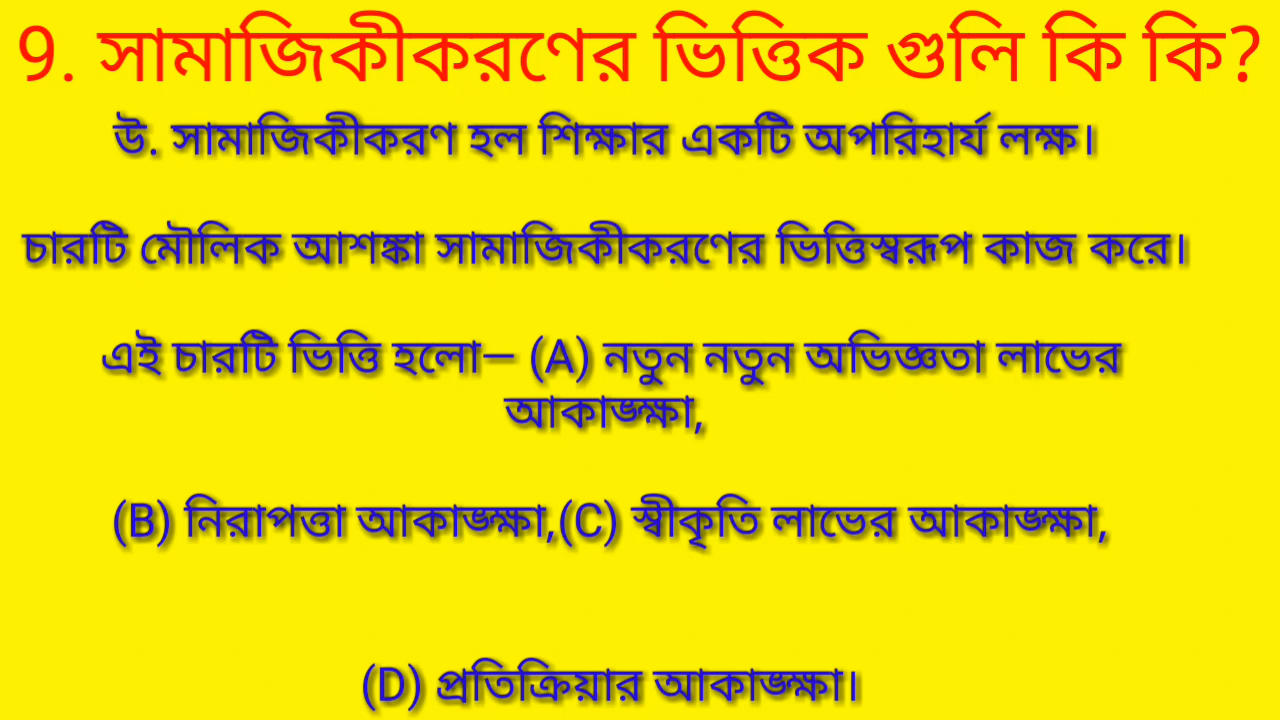 9. সামাজিকীকরণের ভিত্তিক গুলি কি কি?
উ. সামাজিকীকরণ হল শিক্ষার একটি অপরিহার্য লক্ষ।
চারটি মৌলিক আশঙ্কা সামাজিকীকরণের ভিত্তিস্বরূপ কাজ করে।
এই চারটি ভিত্তি হলো— (A) নতুন নতুন অভিজ্ঞতা লাভের
আকাঙ্ক্ষা,
(B) নিরাপত্তা আকাঙ্ক্ষা,(C) স্বীকৃতি লাভের আকাঙ্ক্ষা,
(D) প্রতিক্রিয়ার আকাঙ্ক্ষা।